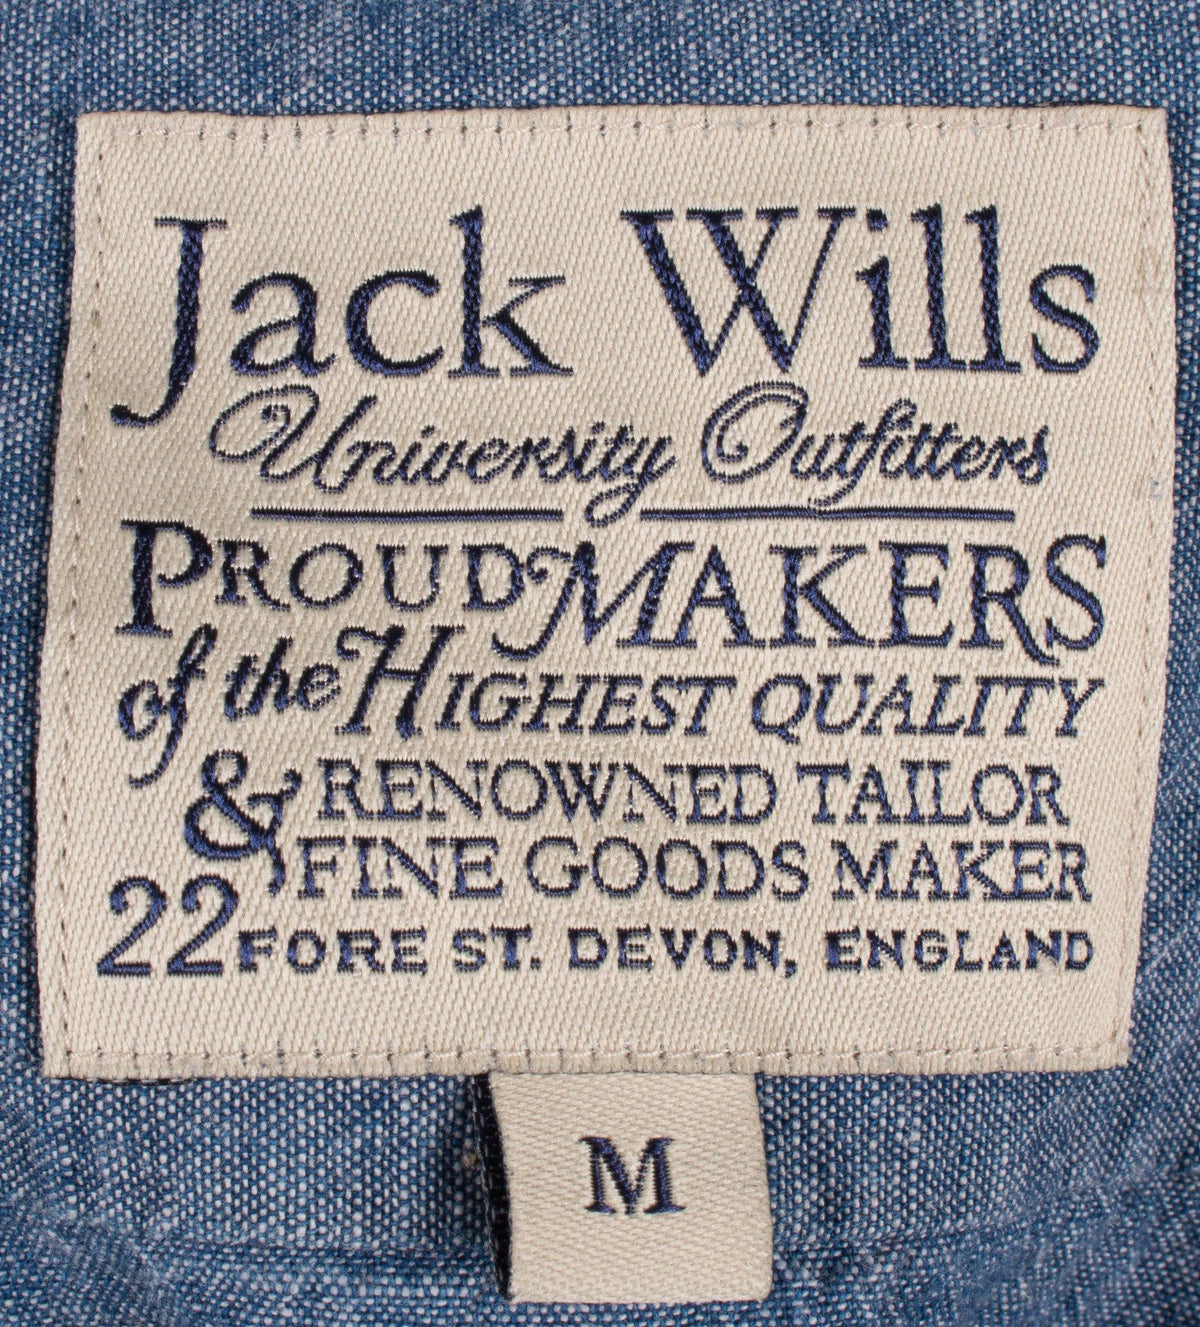 Jack Wills
University Outfitters
PROUD MAKERS
of the HIGHEST QUALITY
& RENOWNED TAILOR
FINE GOODS MAKER
22 FORE ST. DEVON, ENGLAND
M